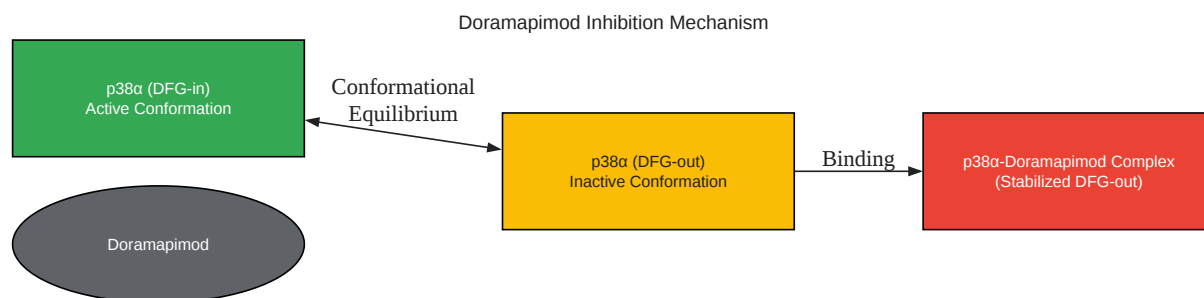 Doramapimod Inhibition Mechanism
p38α (DFG-in)
Active Conformation
Conformational
Equilibrium
p38α (DFG-out)
Inactive Conformation
Binding
p38α-Doramapimod Complex
(Stabilized DFG-out)
Doramapimod